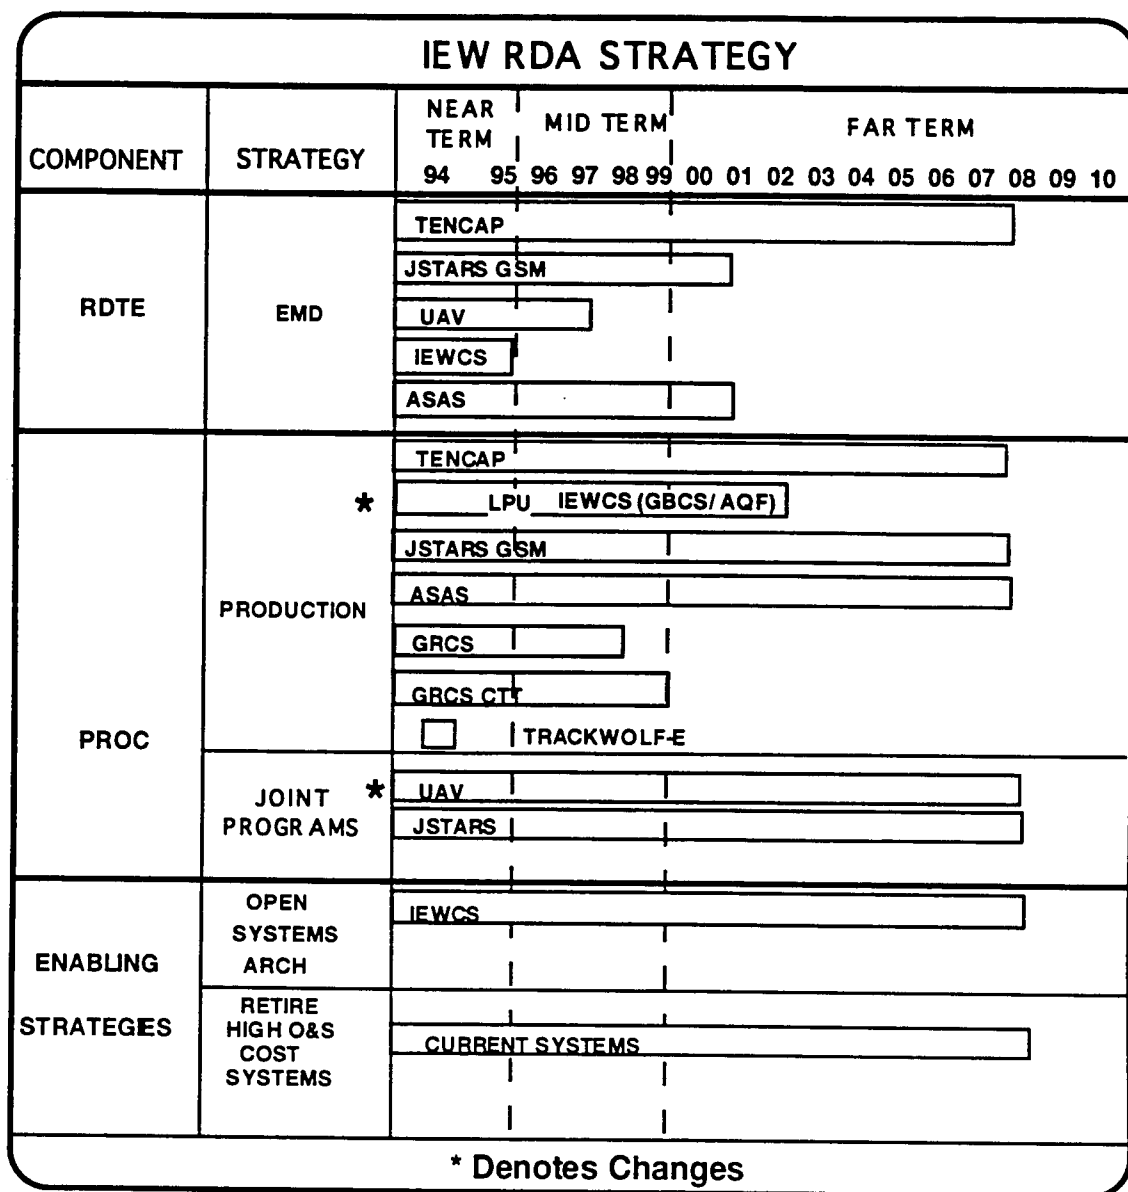 IEW RDA STRATEGY
COMPONENT
STRATEGY
NEAR
TERM
MID TERM
FAR TERM
94 95 96 97 98 99 00 01 02 03 04 05 06 07 08 09 10
RDTE
EMD
TENCAP
JSTARS GSM
UAV
IEWCS
ASAS
PROC
PRODUCTION
TENCAP
* LPU IEWCS (GBCS/ AQF)
JSTARS GSM
ASAS
GRCS
GRCS CTT
TRACKWOLF-E
JOINT
PROGRAMS
* UAV
JSTARS
ENABLING
STRATEGIES
OPEN
SYSTEMS
ARCH
IEWCS
RETIRE
HIGH O&S
COST
SYSTEMS
CURRENT SYSTEMS
* Denotes Changes